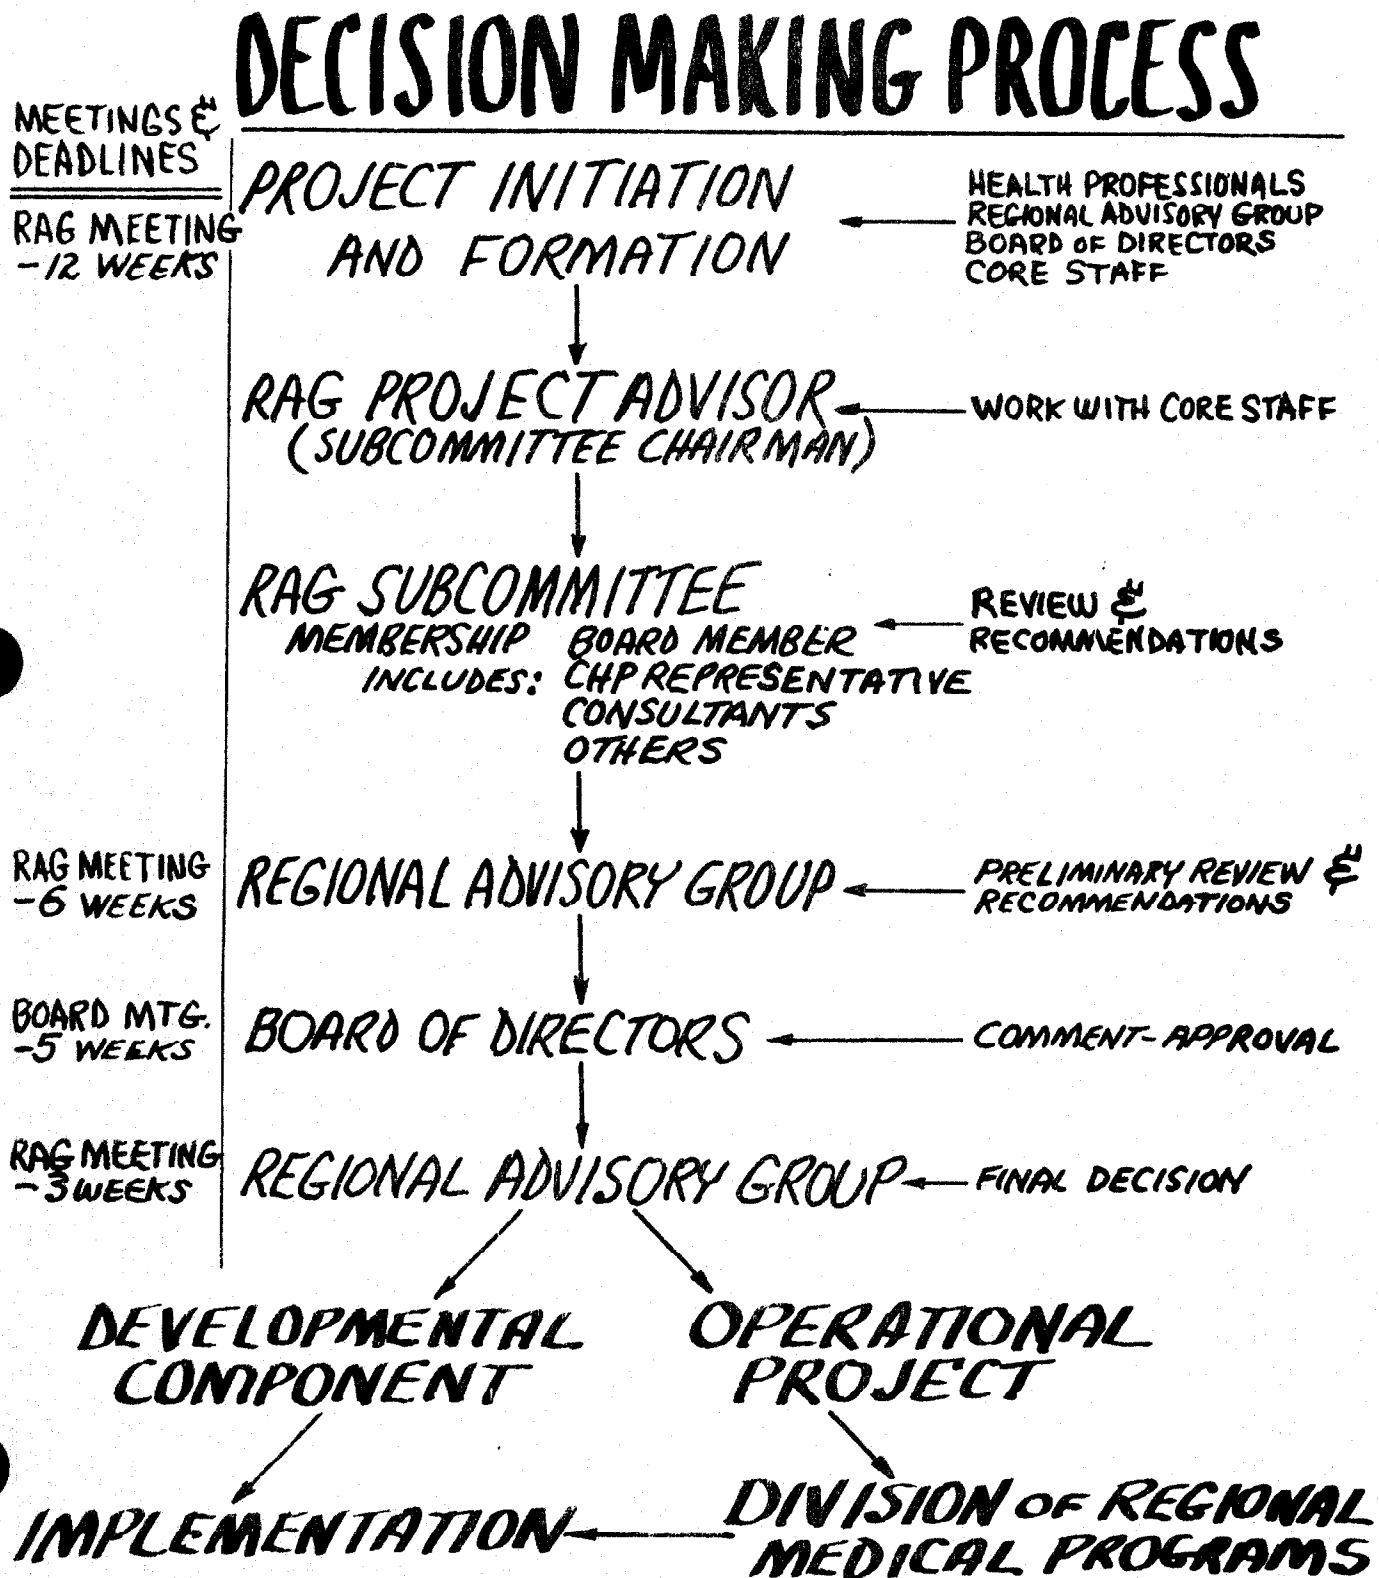 DECISION MAKING PROCESS
MEETINGS &
DEADLINES
RAG MEETING
-12 WEEKS
PROJECT INITIATION
AND FORMATION
HEALTH PROFESSIONALS
REGIONAL ADVISORY GROUP
BOARD OF DIRECTORS
CORE STAFF
RAG PROJECT ADVISOR
(SUBCOMMITTEE CHAIRMAN)
WORK WITH CORE STAFF
RAG SUBCOMMITTEE
MEMBERSHIP BOARD MEMBER
INCLUDES: CHP REPRESENTATIVE
CONSULTANTS
OTHERS
REVIEW &
RECOMMENDATIONS
RAG MEETING
-6 WEEKS
REGIONAL ADVISORY GROUP
PRELIMINARY REVIEW &
RECOMMENDATIONS
BOARD MTG.
-5 WEEKS
BOARD OF DIRECTORS
COMMENT-APPROVAL
RAG MEETING
-3 WEEKS
REGIONAL ADVISORY GROUP
FINAL DECISION
DEVELOPMENTAL
COMPONENT
OPERATIONAL
PROJECT
IMPLEMENTATION
DIVISION OF REGIONAL
MEDICAL PROGRAMS